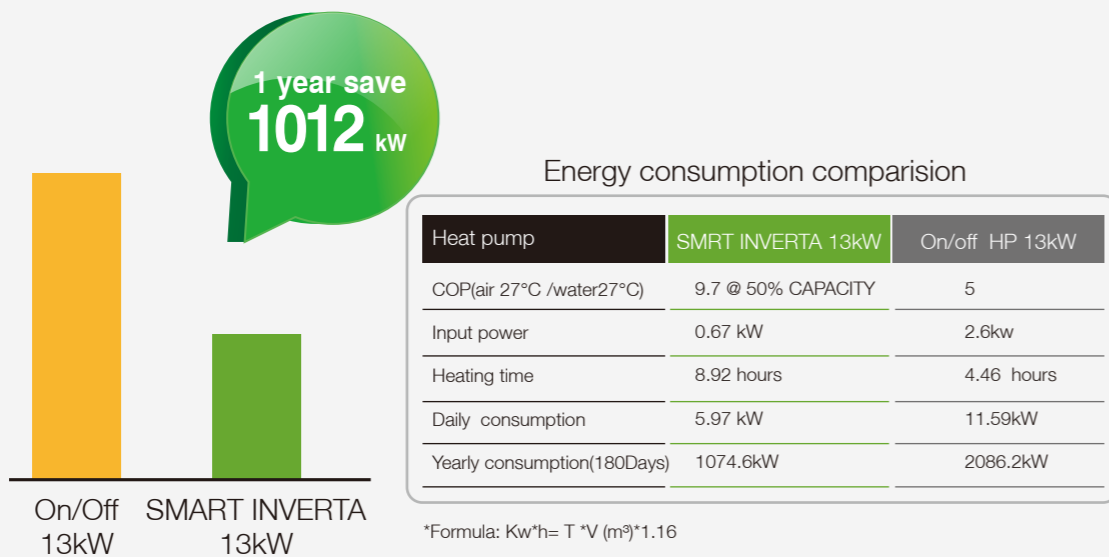 1 year save
1012 kW
On/Off
13kW
SMART INVERTA
13kW
Energy consumption comparision
Heat pump SMRT INVERTA 13kW On/off HP 13kW
COP(air 27°C /water27°C) 9.7 @ 50% CAPACITY 5
Input power 0.67 kW 2.6kw
Heating time 8.92 hours 4.46 hours
Daily consumption 5.97 kW 11.59kW
Yearly consumption(180Days) 1074.6kW 2086.2kW
*Formula: Kw*h= T *V (m³)*1.16